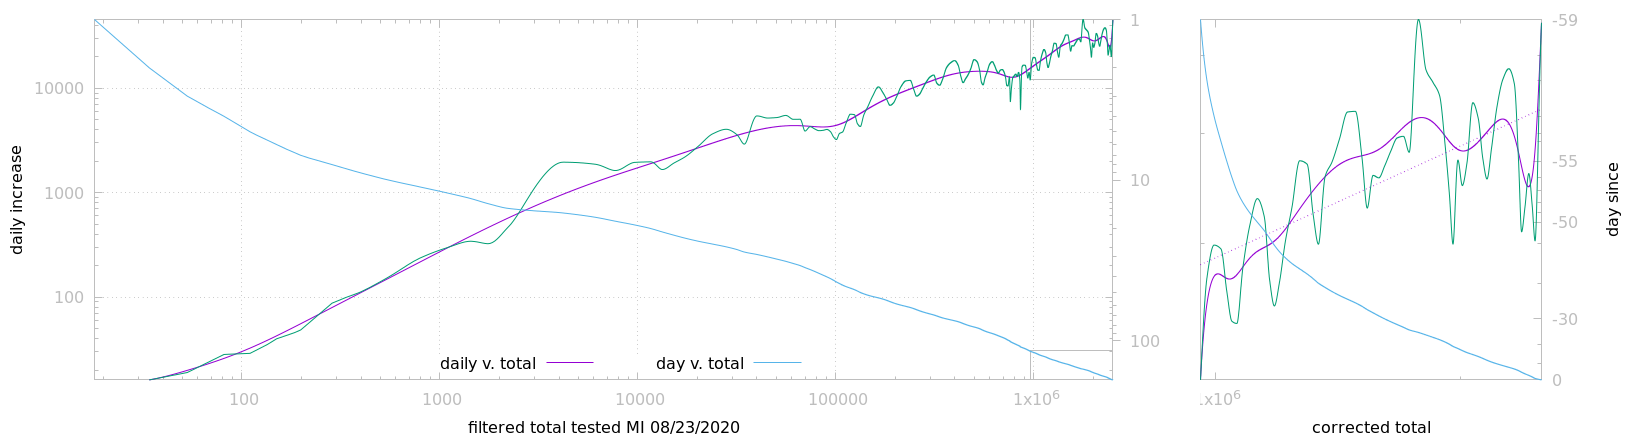 1
-59
10000
daily increase
-55
10
1000
-50
day since
100
-30
100
daily v. total
day v. total
0
100
1000
10000
100000
1x10^6
1x10^6
filtered total tested MI 08/23/2020
corrected total